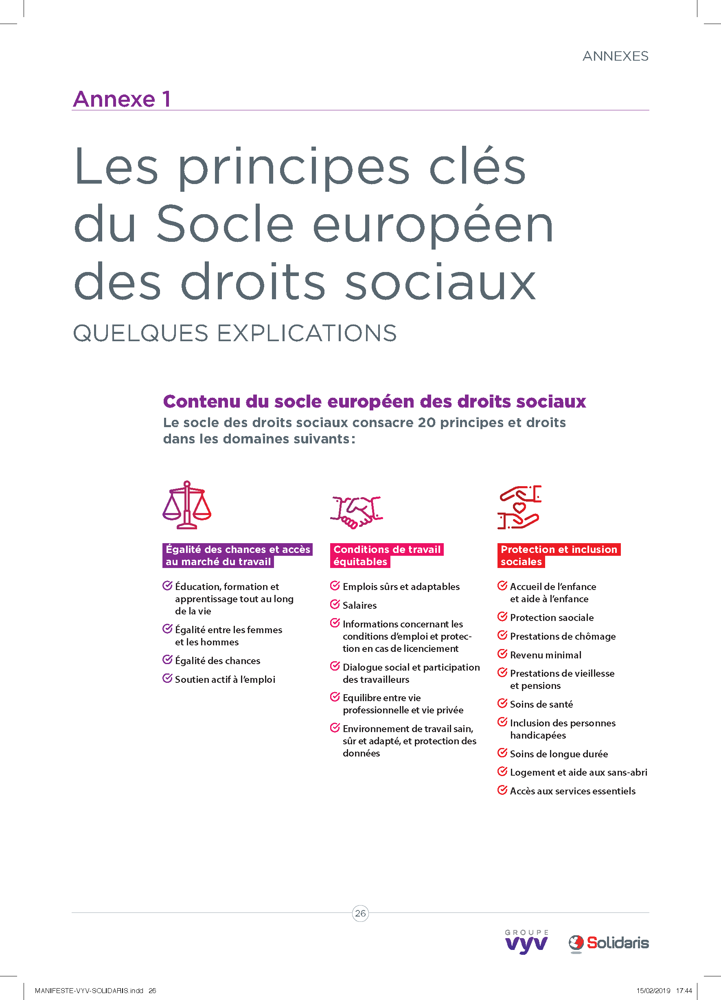 ANNEXES
Annexe 1
Les principes clés
du Socle européen
des droits sociaux
QUELQUES EXPLICATIONS
Contenu du socle européen des droits sociaux
Le socle des droits sociaux consacre 20 principes et droits
dans les domaines suivants :
Égalité des chances et accès
au marché du travail
Éducation, formation et
apprentissage tout au long
de la vie
Égalité entre les femmes
et les hommes
Égalité des chances
Soutien actif à l’emploi
Conditions de travail
équitables
Emplois sûrs et adaptables
Salaires
Informations concernant les
conditions d’emploi et protec-
tion en cas de licenciement
Dialogue social et participation
des travailleurs
Equilibre entre vie
professionnelle et vie privée
Environnement de travail sain,
sûr et adapté, et protection des
données
Protection et inclusion
sociales
Accueil de l’enfance
et aide à l’enfance
Protection saociale
Prestations de chômage
Revenu minimal
Prestations de vieillesse
et pensions
Soins de santé
Inclusion des personnes
handicapées
Soins de longue durée
Logement et aide aux sans-abri
Accès aux services essentiels
26
GROUPE
vyv
Solidaris
MANIFESTE-VYV-SOLIDARIS.indd 26
15/02/2019 17:44